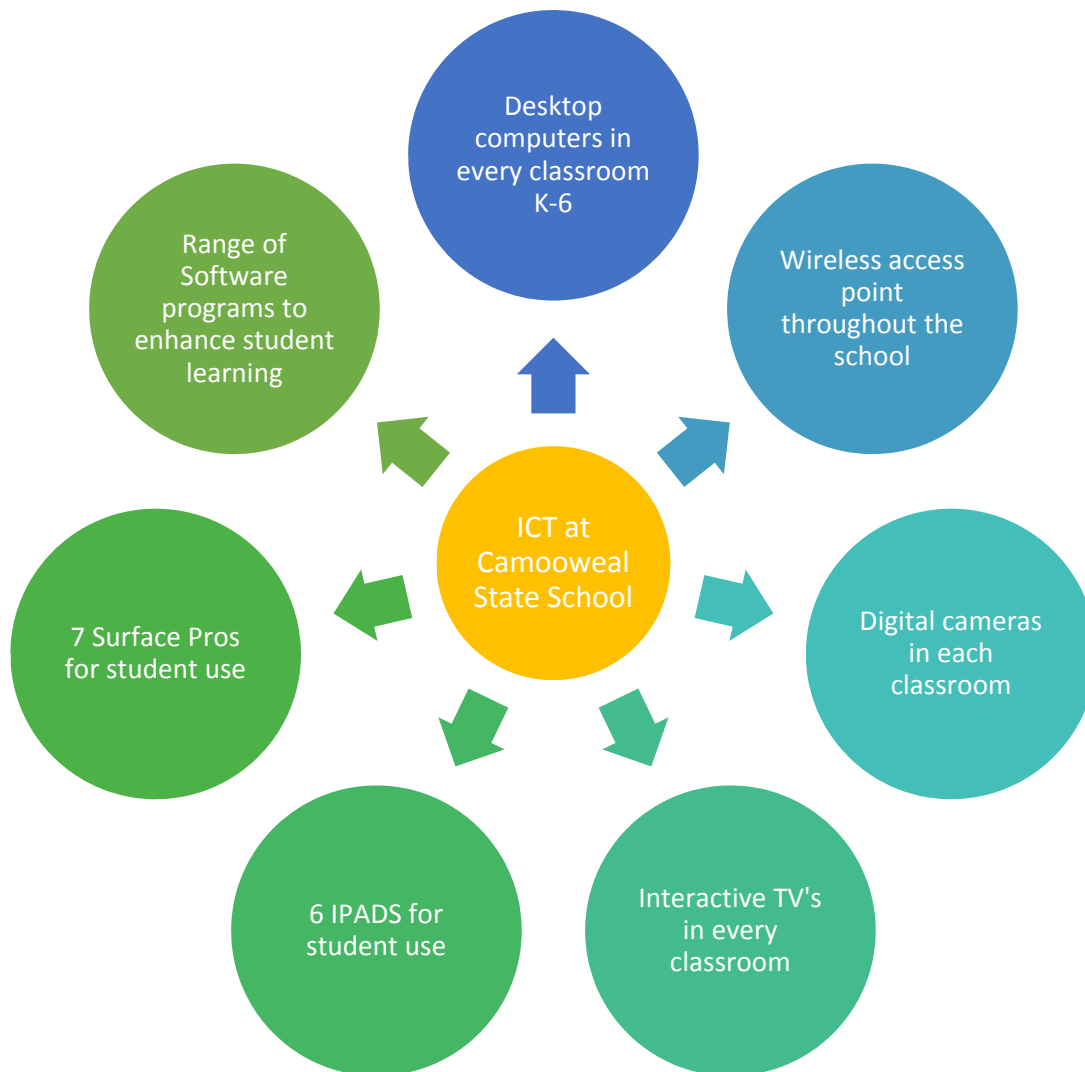 Desktop
computers in
every classroom
K-6
Wireless access
point
throughout the
school
Digital cameras
in each
classroom
Interactive TV's
in every
classroom
6 IPADS for
student use
7 Surface Pros
for student use
Range of
Software
programs to
enhance student
learning
ICT at
Camooweal
State School